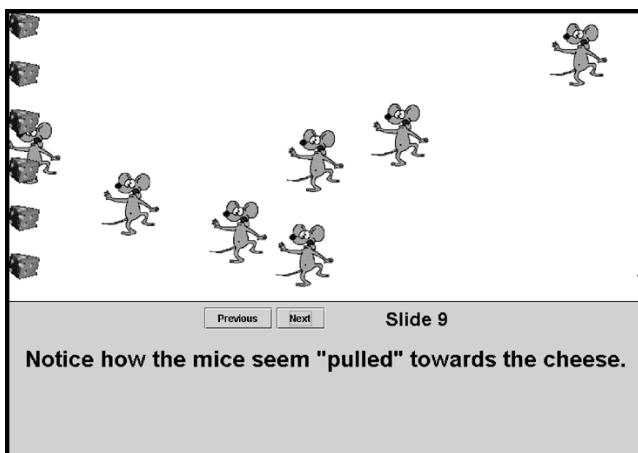 Previous Next Slide 9
Notice how the mice seem "pulled" towards the cheese.